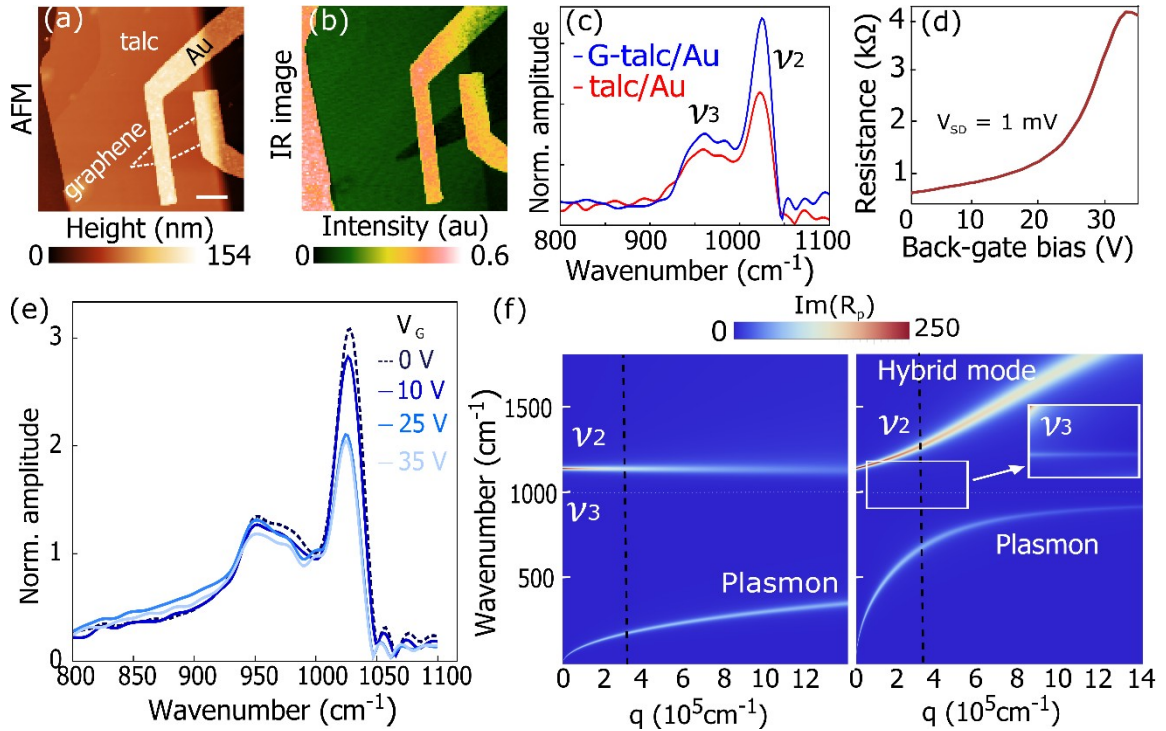 (a)
talc
Au
graphene
AFM
Height (nm)
0 154
(b)
IR image
Intensity (au)
0 0.6
(c)
G-talc/Au
talc/Au
ν3
ν2
Norm. amplitude
800 900 1000 1100
Wavenumber (cm-1)
(d)
Resistance (kΩ)
4
3
2
1
VSD = 1 mV
0 10 20 30
Back-gate bias (V)
(e)
VG
0 V
10 V
25 V
35 V
Norm. amplitude
3
2
1
0
800 850 900 950 1000 1050 1100
Wavenumber (cm-1)
(f)
Im(Rp)
0 250
Wavenumber (cm-1)
1500
1000
500
ν2
ν3
Plasmon
0 2 4 6 8 10 12
q (105cm-1)
Hybrid mode
ν2
ν3
Plasmon
0 2 4 6 8 10 12 14
q (105cm-1)